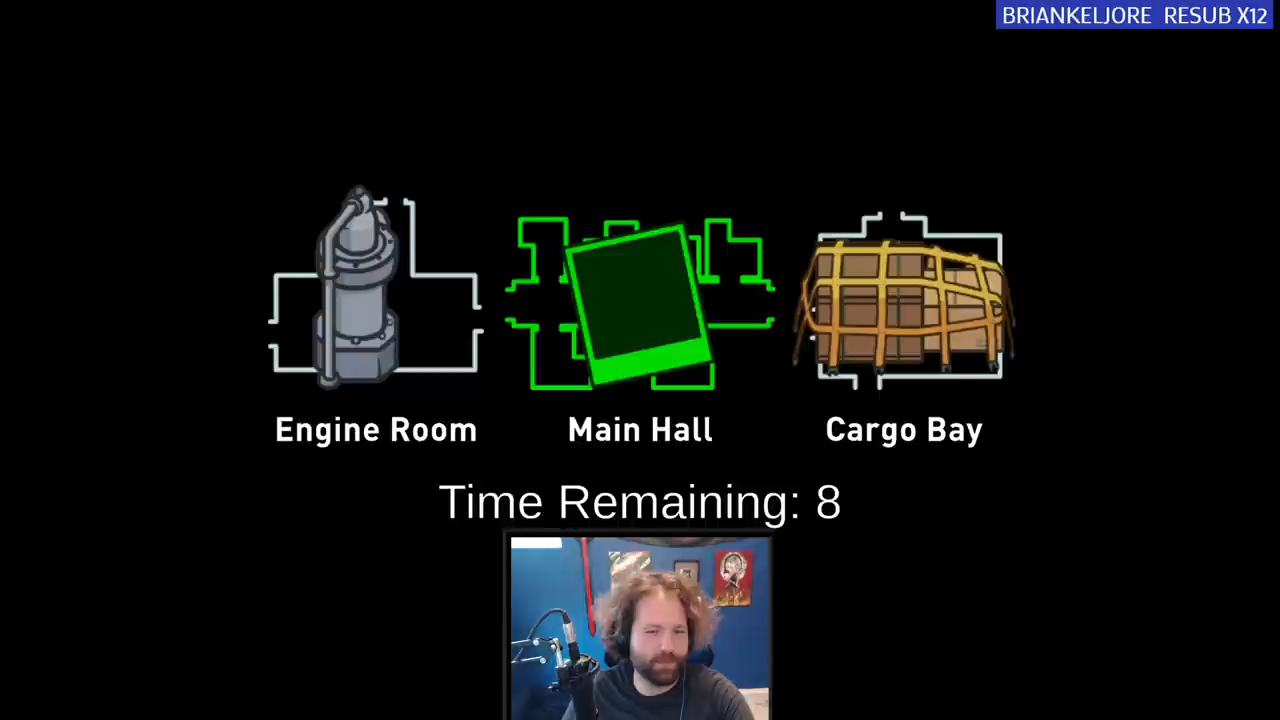 BRIANKELJORE RESUB X12
Engine Room
Main Hall
Cargo Bay
Time Remaining: 8